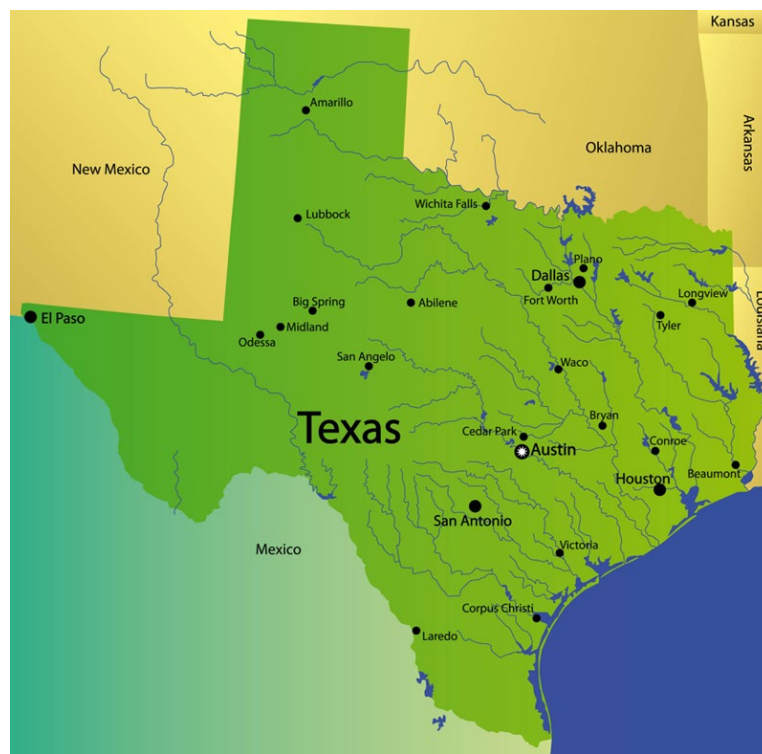 Kansas
Amarillo
Arkansas
Oklahoma
New Mexico
Wichita Falls
Lubbock
Plano
Dallas
Fort Worth
Longview
Big Spring
Abilene
Louisiana
El Paso
Midland
Tyler
Odessa
San Angelo
Waco
Bryan
Texas
Cedar Park
Conroe
Austin
Beaumont
Houston
San Antonio
Mexico
Victoria
Corpus Christi
Laredo